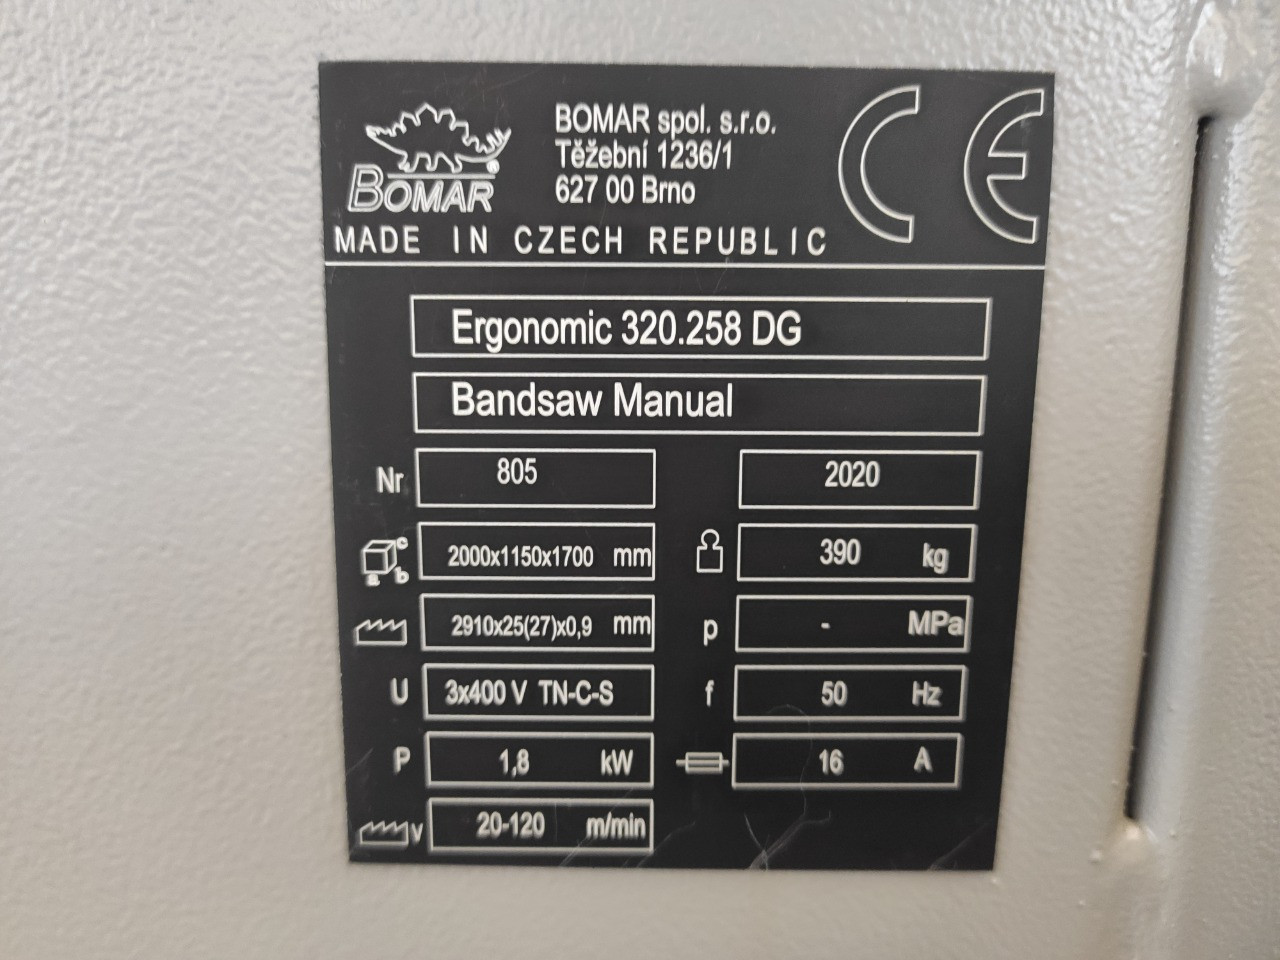 BOMAR®
BOMAR spol. s.r.o.
Těžební 1236/1
627 00 Brno
CE
MADE IN CZECH REPUBLIC
Ergonomic 320.258 DG
Bandsaw Manual
Nr 805 2020
a b c 2000x1150x1700 mm 390 kg
2910x25(27)x0,9 mm p - MPa
U 3x400 V TN-C-S f 50 Hz
P 1,8 kW 16 A
V 20-120 m/min